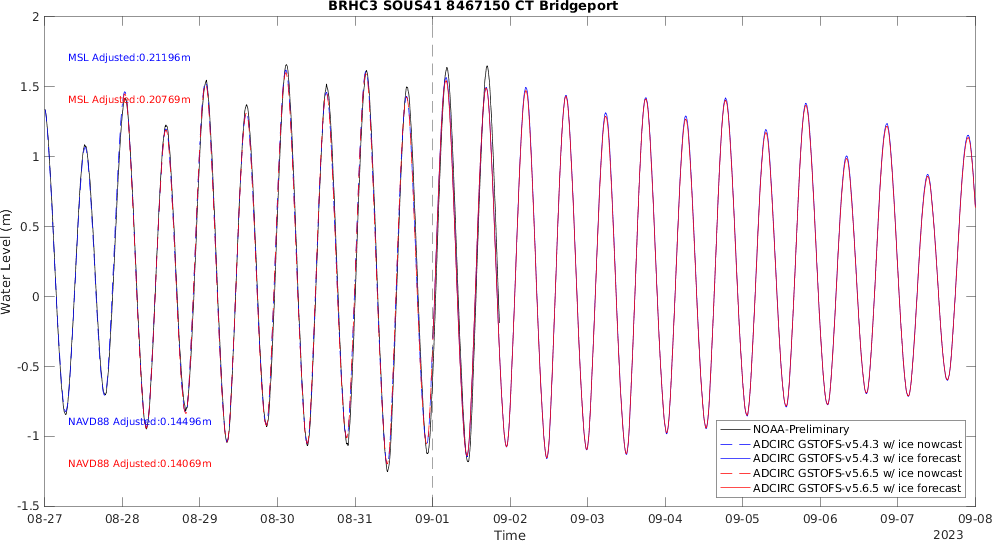 BRHC3 SOUS41 8467150 CT Bridgeport
2
1.5
1
0.5
0
-0.5
-1
-1.5
Water Level (m)
MSL Adjusted:0.21196m
MSL Adjusted:0.20769m
NAVD88 Adjusted:0.14496m
NAVD88 Adjusted:0.14069m
NOAA-Preliminary
ADCIRC GSTOFS-v5.4.3 w/ ice nowcast
ADCIRC GSTOFS-v5.4.3 w/ ice forecast
ADCIRC GSTOFS-v5.6.5 w/ ice nowcast
ADCIRC GSTOFS-v5.6.5 w/ ice forecast
08-27 08-28 08-29 08-30 08-31 09-01 09-02 09-03 09-04 09-05 09-06 09-07 09-08
Time
2023